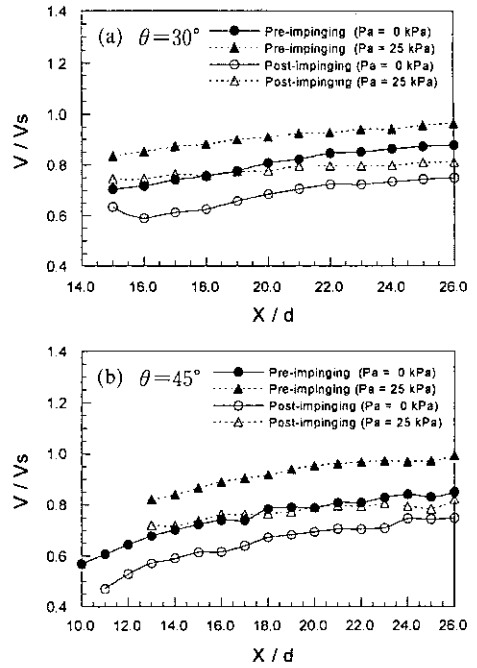 (a) θ=30°
Pre-impinging (Pa = 0 kPa)
Pre-impinging (Pa = 25 kPa)
Post-impinging (Pa = 0 kPa)
Post-impinging (Pa = 25 kPa)
1.4
1.2
1.0
0.8
0.6
0.4
V / Vs
14.0 16.0 18.0 20.0 22.0 24.0 26.0
X / d
(b) θ=45°
Pre-impinging (Pa = 0 kPa)
Pre-impinging (Pa = 25 kPa)
Post-impinging (Pa = 0 kPa)
Post-impinging (Pa = 25 kPa)
1.4
1.2
1.0
0.8
0.6
0.4
V / Vs
10.0 12.0 14.0 16.0 18.0 20.0 22.0 24.0 26.0
X / d